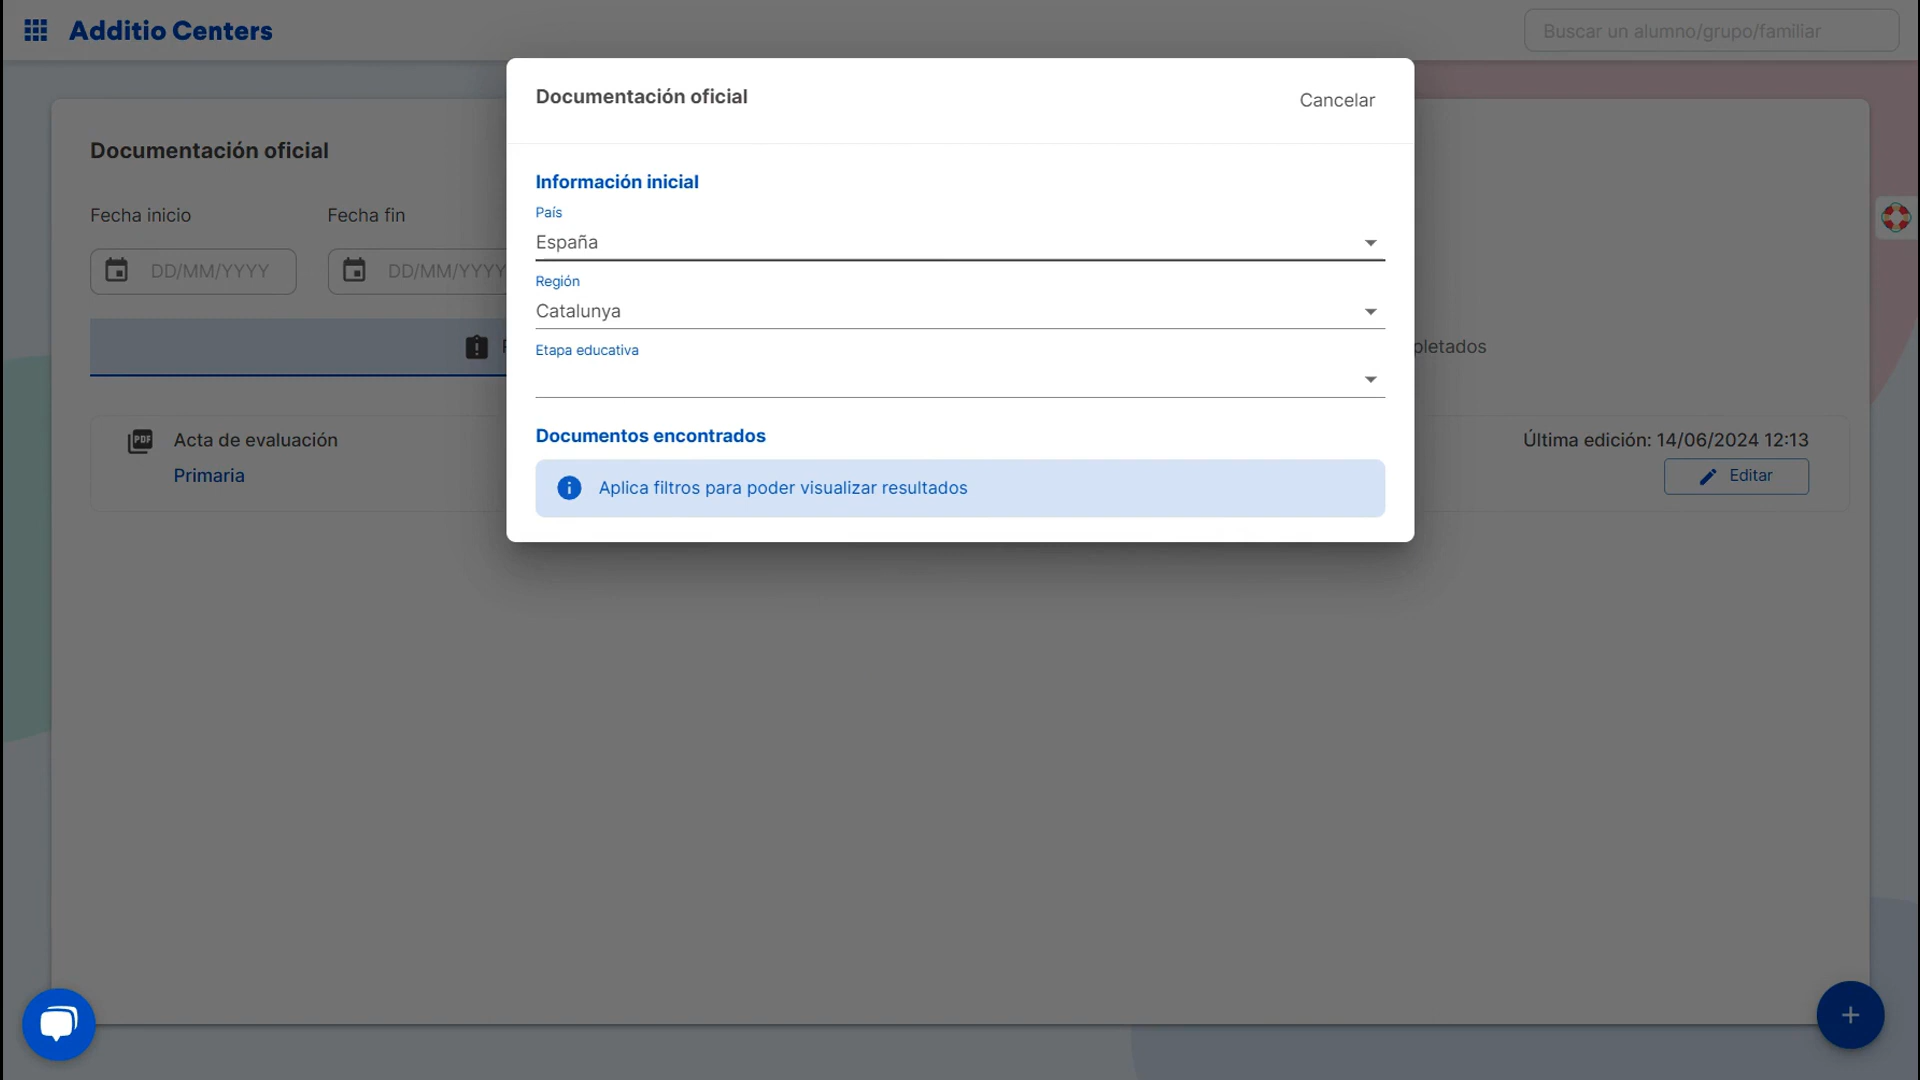 Additio Centers
Buscar un alumno/grupo/familiar
Documentación oficial
Cancelar
Documentación oficial
Fecha inicio
Fecha fin
DD/MM/YYYY
DD/MM/YYYY
Información inicial
País
España
Región
Catalunya
Etapa educativa
pletados
Documentos encontrados
Aplica filtros para poder visualizar resultados
PDF
Acta de evaluación
Primaria
Última edición: 14/06/2024 12:13
Editar